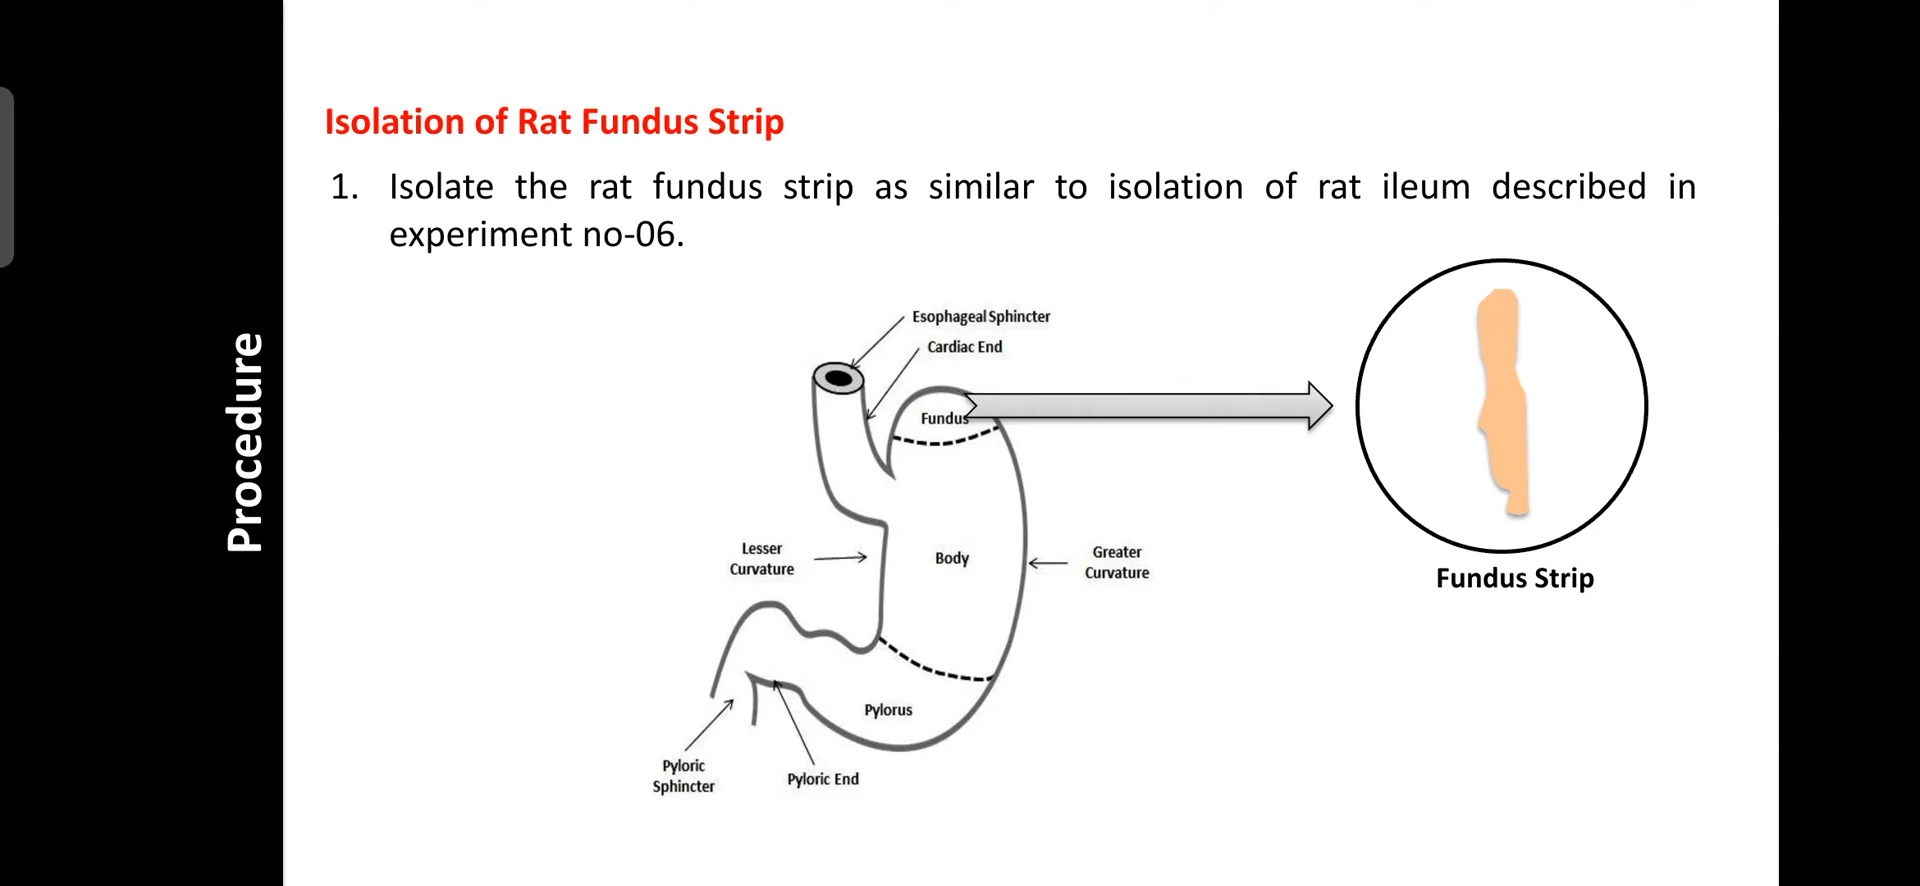 Procedure
Isolation of Rat Fundus Strip
1. Isolate the rat fundus strip as similar to isolation of rat ileum described in
experiment no-06.
Esophageal Sphincter
Cardiac End
Fundus
Lesser
Curvature
Body
Greater
Curvature
Fundus Strip
Pylorus
Pyloric
Sphincter
Pyloric End